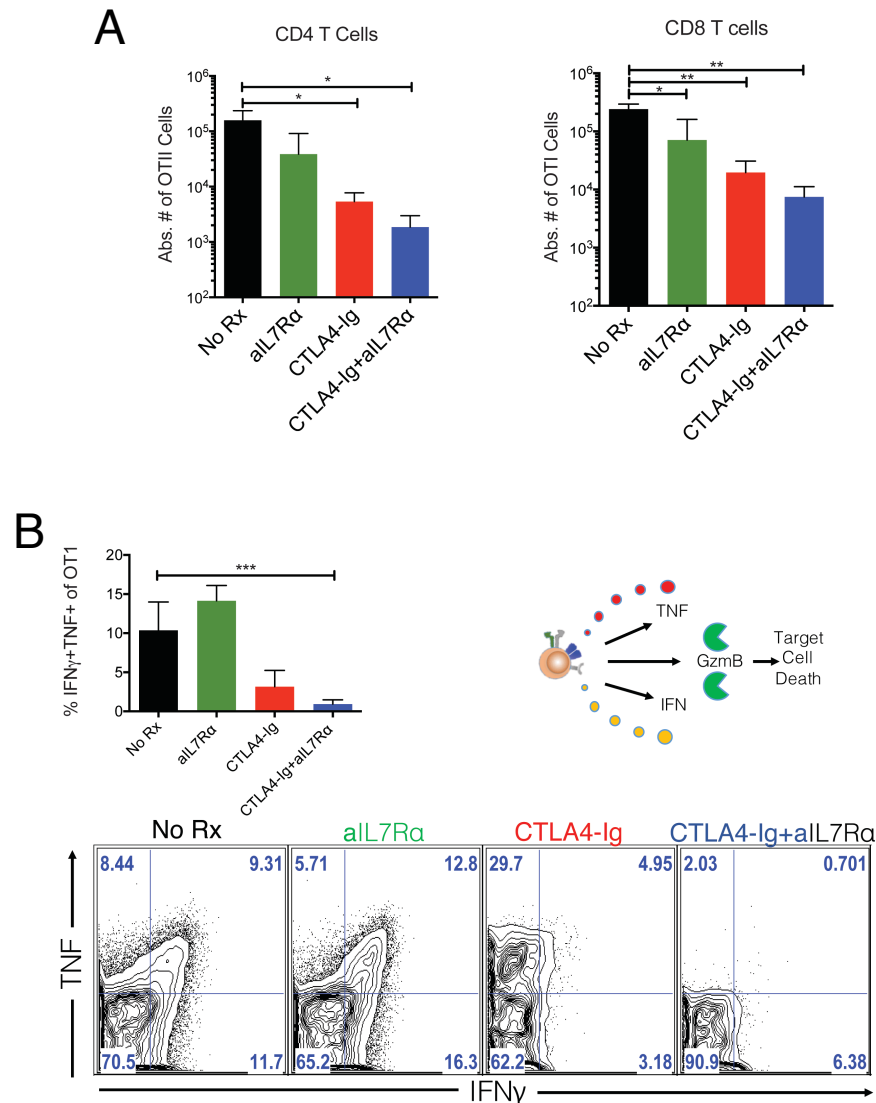 A
CD4 T Cells
Abs. # of OTII Cells
10⁶
10⁵
10⁴
10³
10²
*
*
No Rx
aIL7Rα
CTLA4-Ig
CTLA4-Ig+aIL7Rα
CD8 T cells
Abs. # of OTI Cells
10⁶
10⁵
10⁴
10³
10²
**
**
*
No Rx
aIL7Rα
CTLA4-Ig
CTLA4-Ig+aIL7Rα
B
% IFNγ+TNF+ of OT1
20
15
10
5
0
***
No Rx
aIL7Rα
CTLA4-Ig
CTLA4-Ig+aIL7Rα
TNF
GzmB
IFN
Target
Cell
Death
No Rx
aIL7Rα
CTLA4-Ig
CTLA4-Ig+aIL7Rα
TNF
8.44 9.31
70.5 11.7
5.71 12.8
65.2 16.3
29.7 4.95
62.2 3.18
2.03 0.701
90.9 6.38
IFNγ